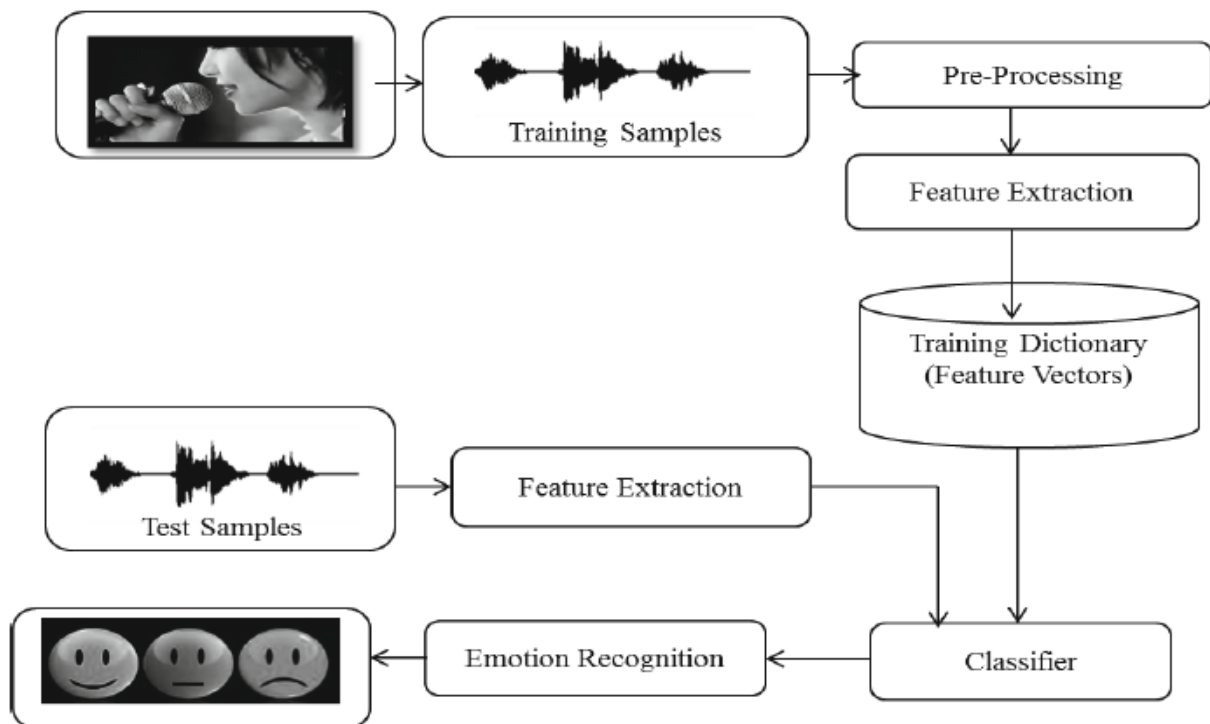 Training Samples
Pre-Processing
Feature Extraction
Training Dictionary
(Feature Vectors)
Test Samples
Feature Extraction
Emotion Recognition
Classifier